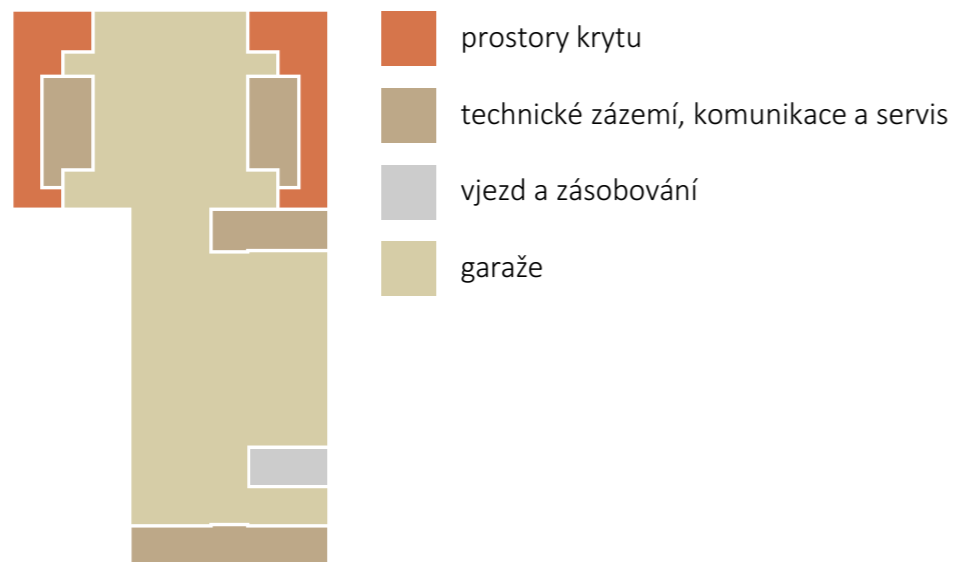 prostory krytu
technické zázemí, komunikace a servis
vjezd a zásobování
garaže